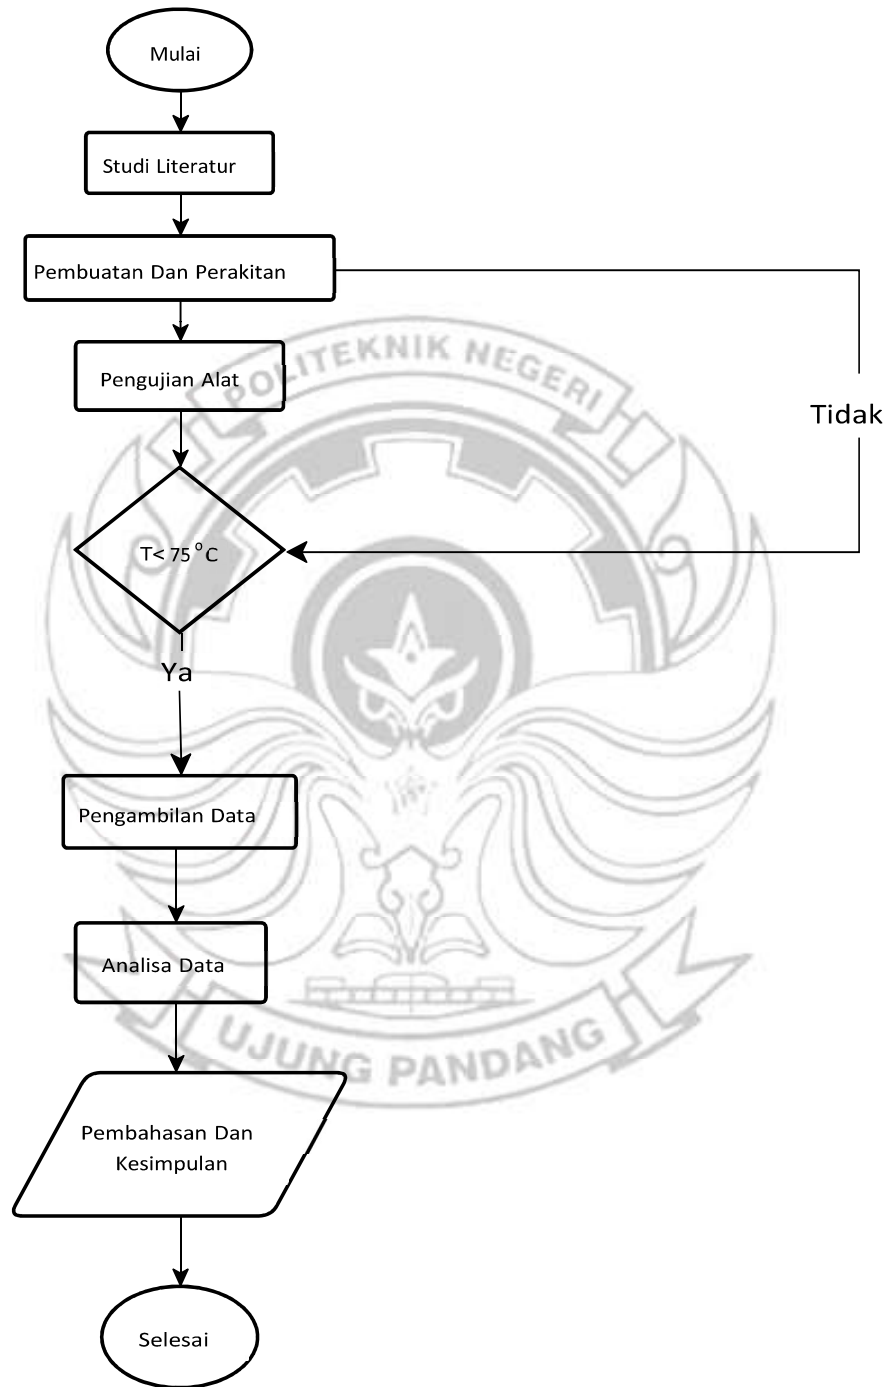 Mulai
Studi Literatur
Pembuatan Dan Perakitan
POLITEKNIK NEGERI
Pengujian Alat
Tidak
T< 75 °C
Ya
Pengambilan Data
Analisa Data
UJUNG PANDANG
Pembahasan Dan
Kesimpulan
Selesai